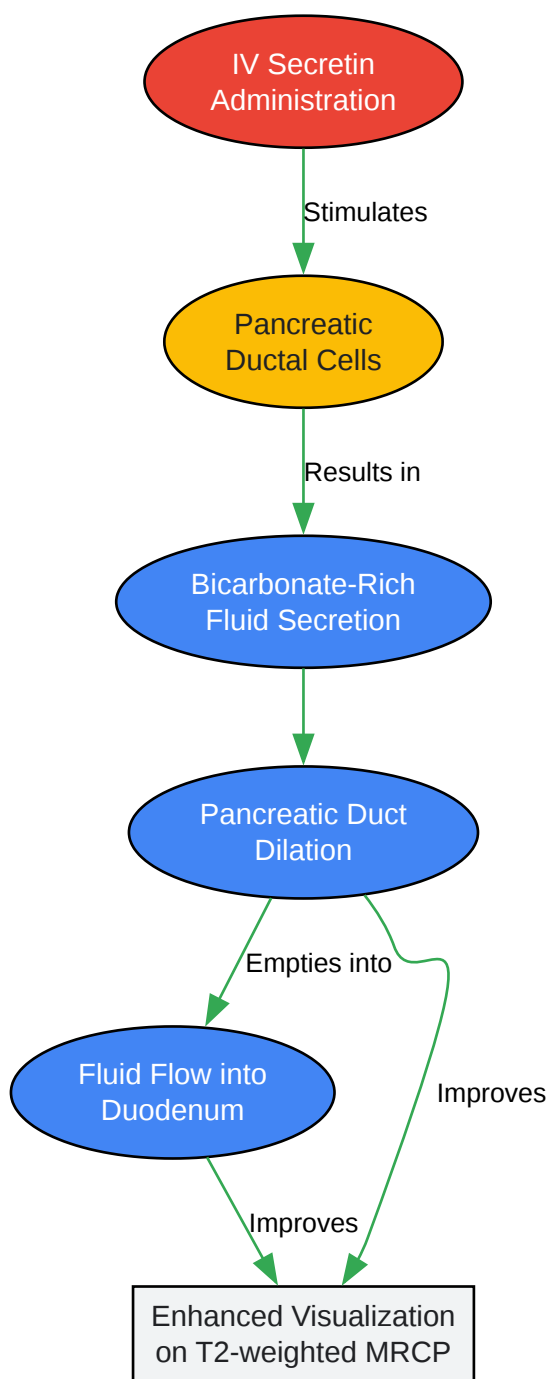 IV Secretin
Administration
Stimulates
Pancreatic
Ductal Cells
Results in
Bicarbonate-Rich
Fluid Secretion
Pancreatic Duct
Dilation
Empties into
Fluid Flow into
Duodenum
Improves
Improves
Enhanced Visualization
on T2-weighted MRCP